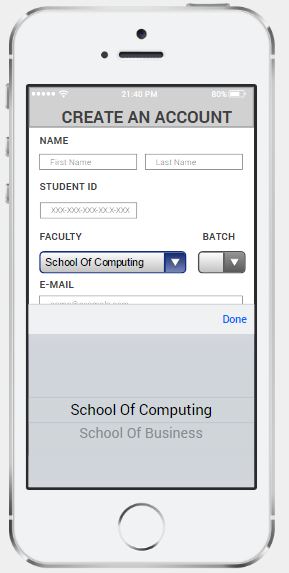 21:40 PM 80%
CREATE AN ACCOUNT
NAME
First Name Last Name
STUDENT ID
XXX-XXX-XXX-XX.X-XXX
FACULTY BATCH
School Of Computing
E-MAIL
Done
School Of Computing
School Of Business